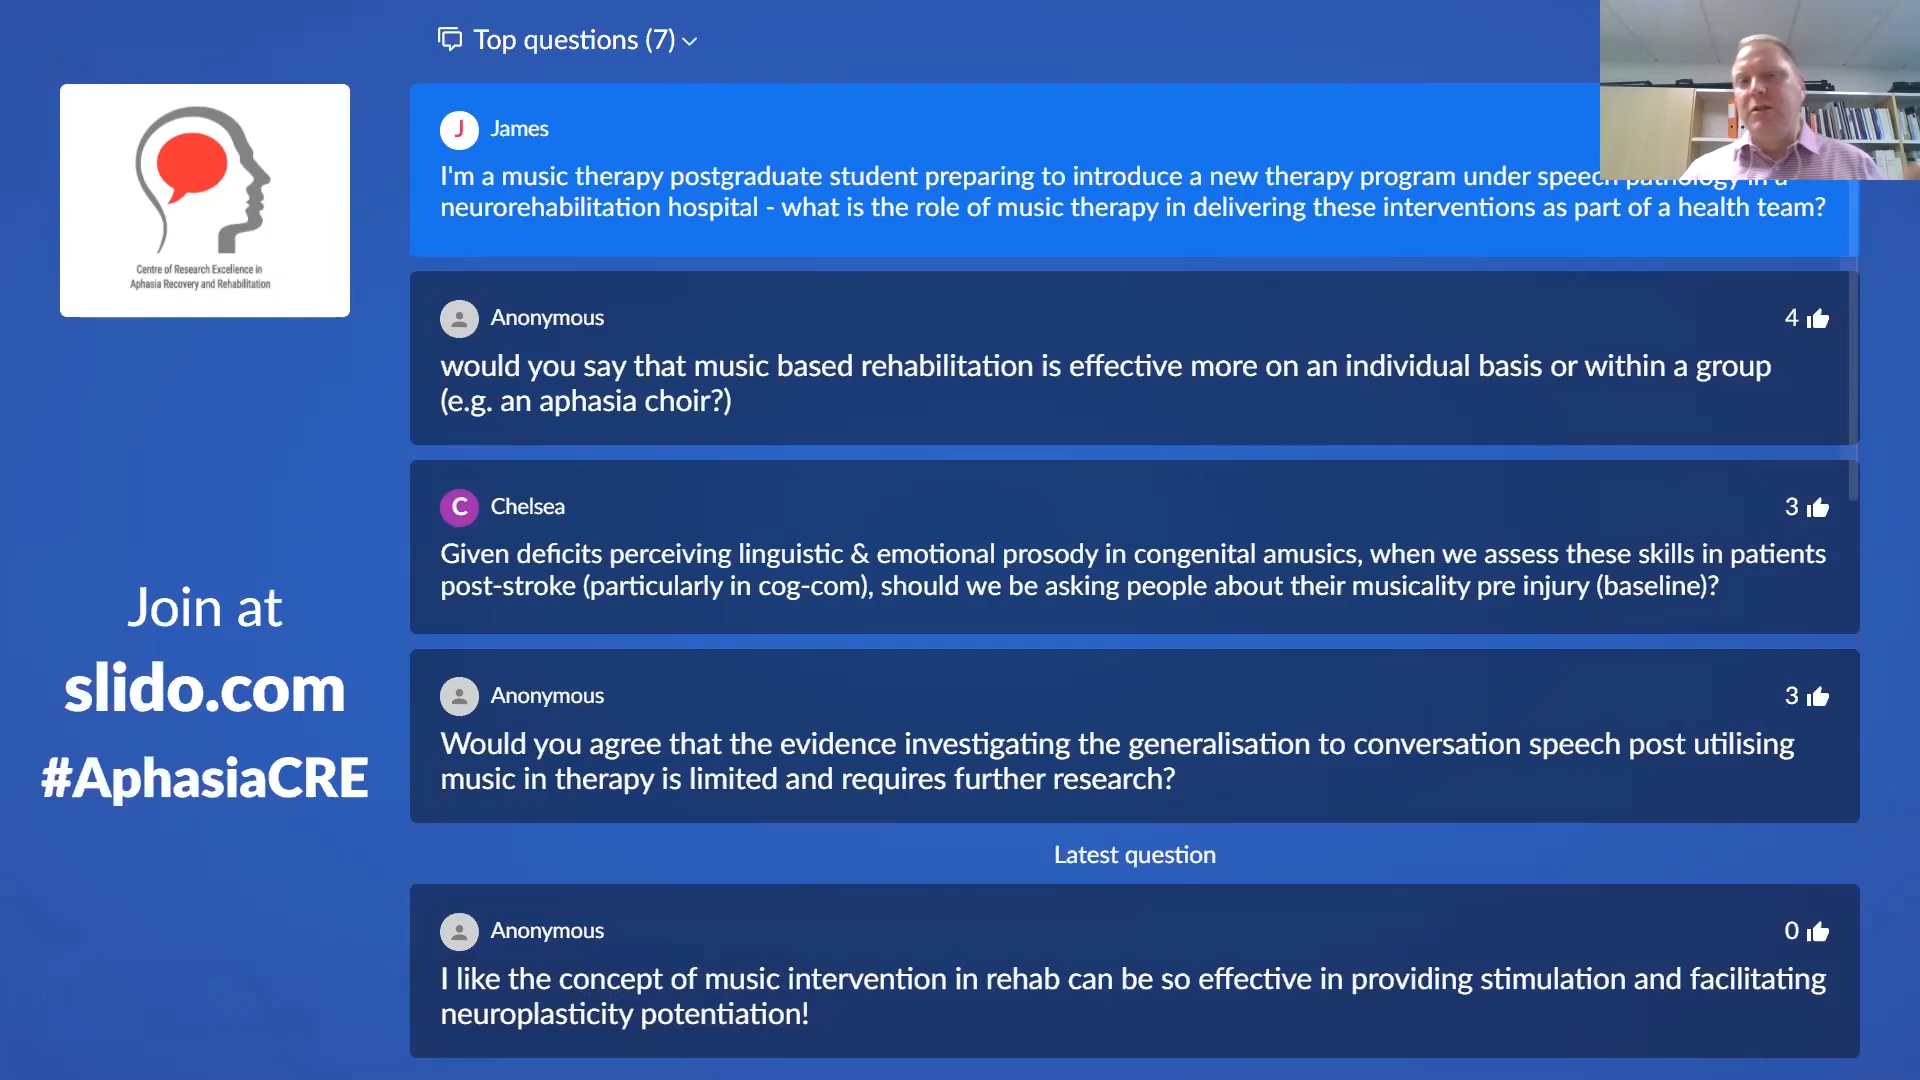 Top questions (7)
Centre of Research Excellence in
Aphasia Recovery and Rehabilitation
J James
I'm a music therapy postgraduate student preparing to introduce a new therapy program under speech pathology in a
neurorehabilitation hospital - what is the role of music therapy in delivering these interventions as part of a health team?
Anonymous
4
would you say that music based rehabilitation is effective more on an individual basis or within a group
(e.g. an aphasia choir?)
C Chelsea
3
Given deficits perceiving linguistic & emotional prosody in congenital amusics, when we assess these skills in patients
post-stroke (particularly in cog-com), should we be asking people about their musicality pre injury (baseline)?
Anonymous
3
Would you agree that the evidence investigating the generalisation to conversation speech post utilising
music in therapy is limited and requires further research?
Join at
slido.com
#AphasiaCRE
Latest question
Anonymous
0
I like the concept of music intervention in rehab can be so effective in providing stimulation and facilitating
neuroplasticity potentiation!